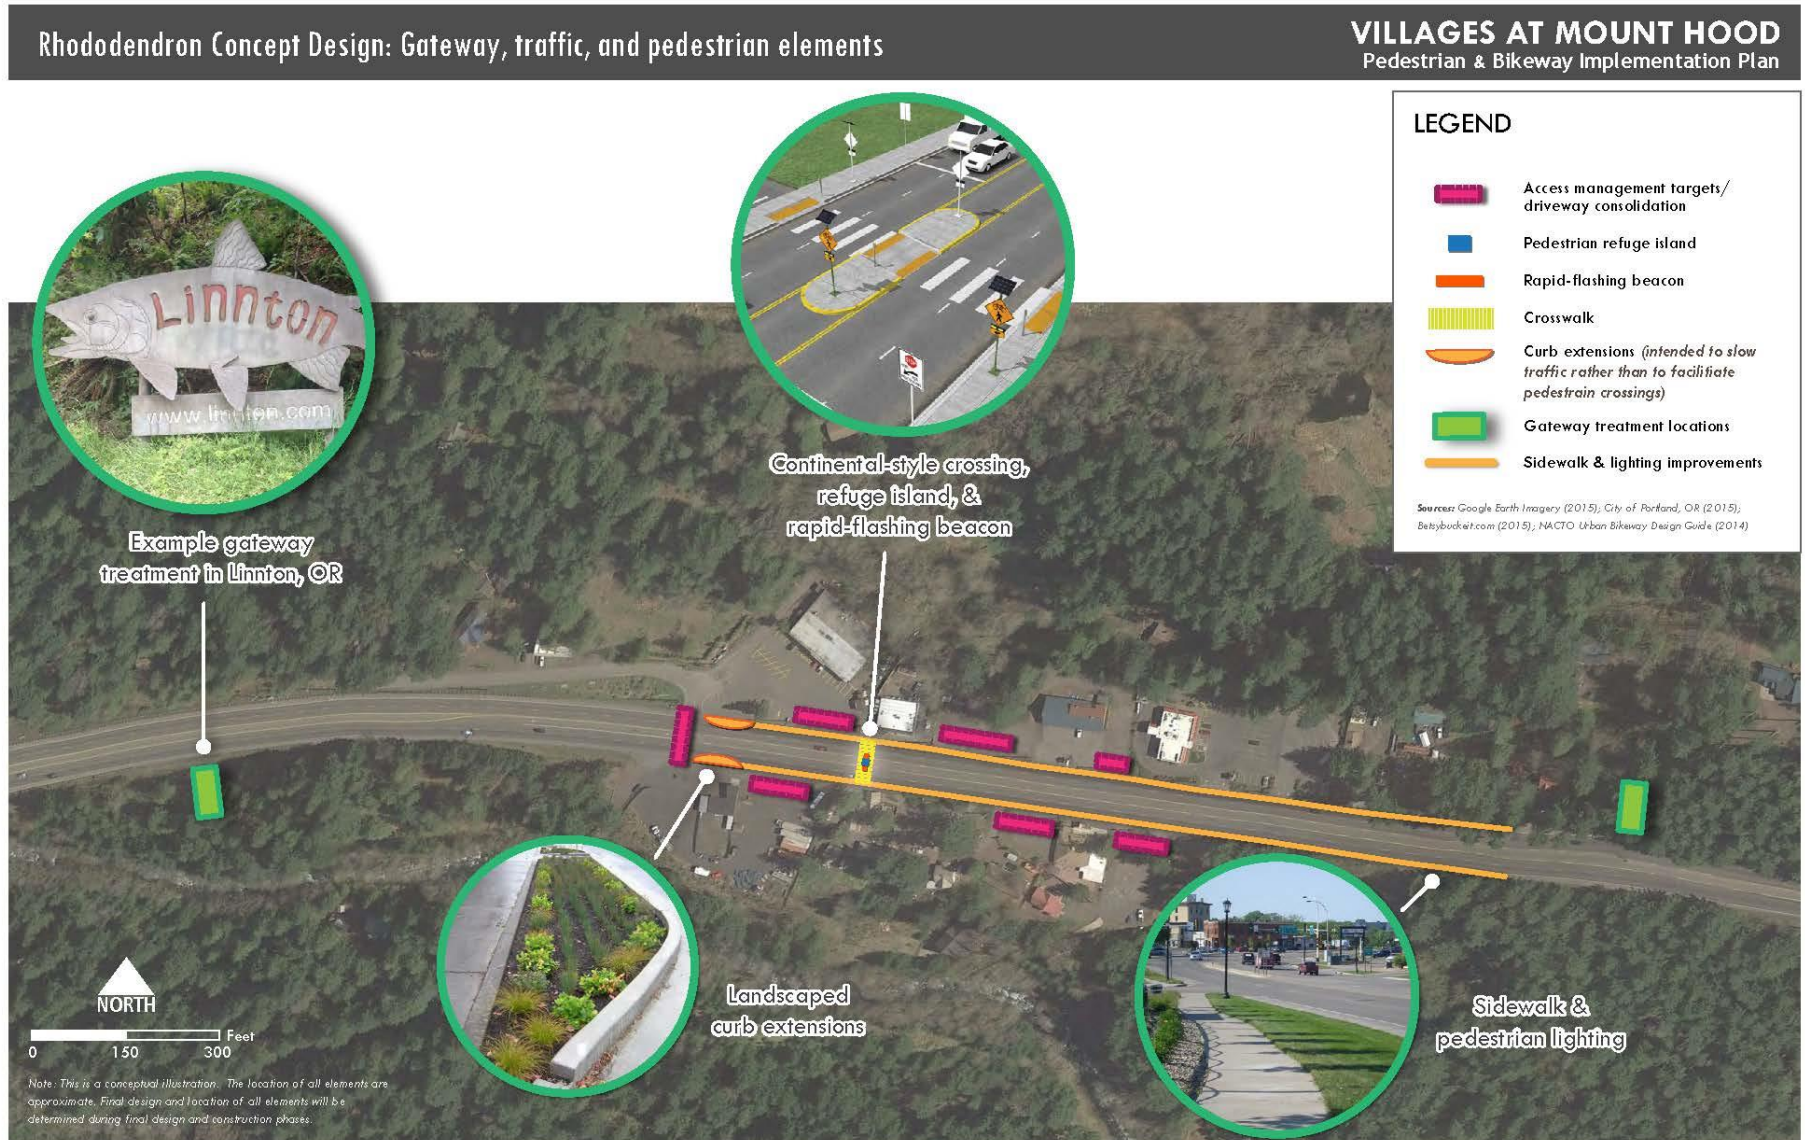 Rhododendron Concept Design: Gateway, traffic, and pedestrian elements
VILLAGES AT MOUNT HOOD
Pedestrian & Bikeway Implementation Plan
LEGEND
Access management targets/
driveway consolidation
Pedestrian refuge island
Rapid-flashing beacon
Crosswalk
Curb extensions (intended to slow
traffic rather than to facilitiate
pedestrain crossings)
Gateway treatment locations
Sidewalk & lighting improvements
Sources: Google Earth Imagery (2015); City of Portland, OR (2015);
Betsybuckeit.com (2015); NACTO Urban Bikeway Design Guide (2014)
Linnton
www.linnton.com
Example gateway
treatment in Linnton, OR
Continental-style crossing,
refuge island, &
rapid-flashing beacon
Landscaped
curb extensions
Sidewalk &
pedestrian lighting
NORTH
Feet
0 150 300
Note: This is a conceptual illustration. The location of all elements are
approximate. Final design and location of all elements will be
determined during final design and construction phases.